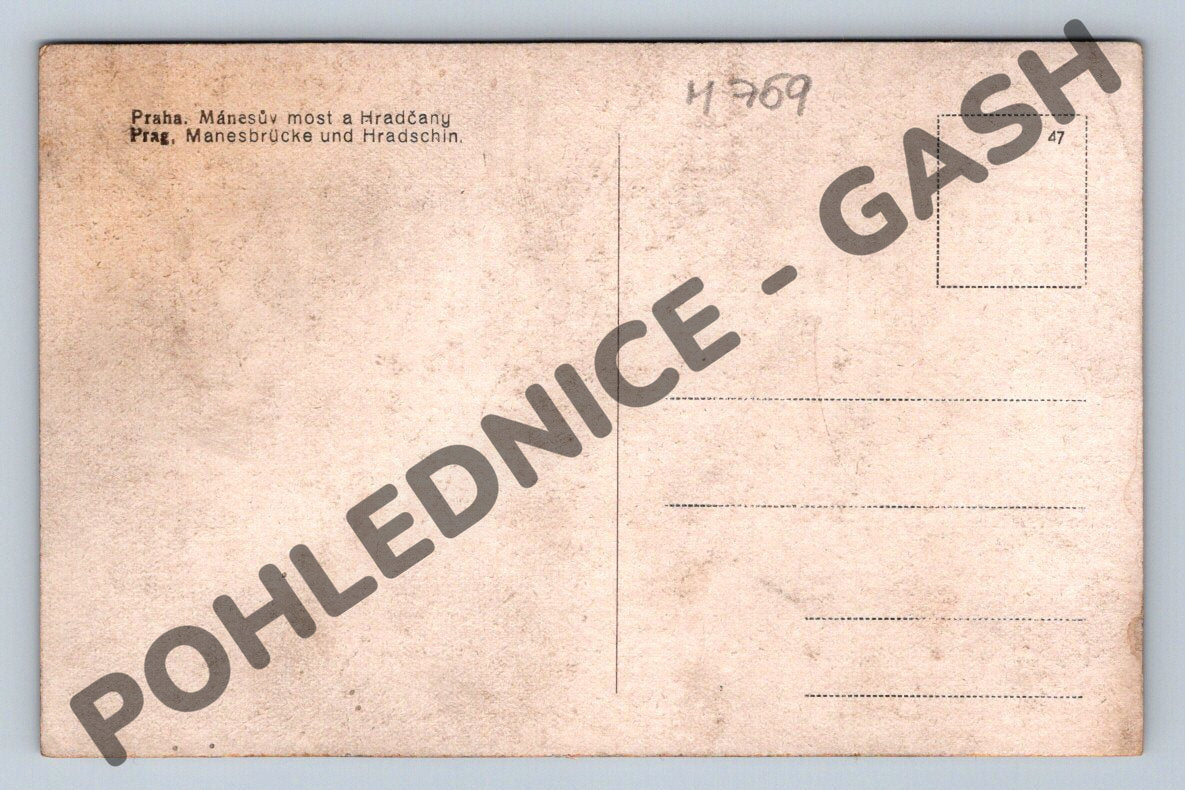 Praha. Mánesův most a Hradčany
Prag, Manesbrücke und Hradschin.
H 769
47
POHLEDNICE - GASH